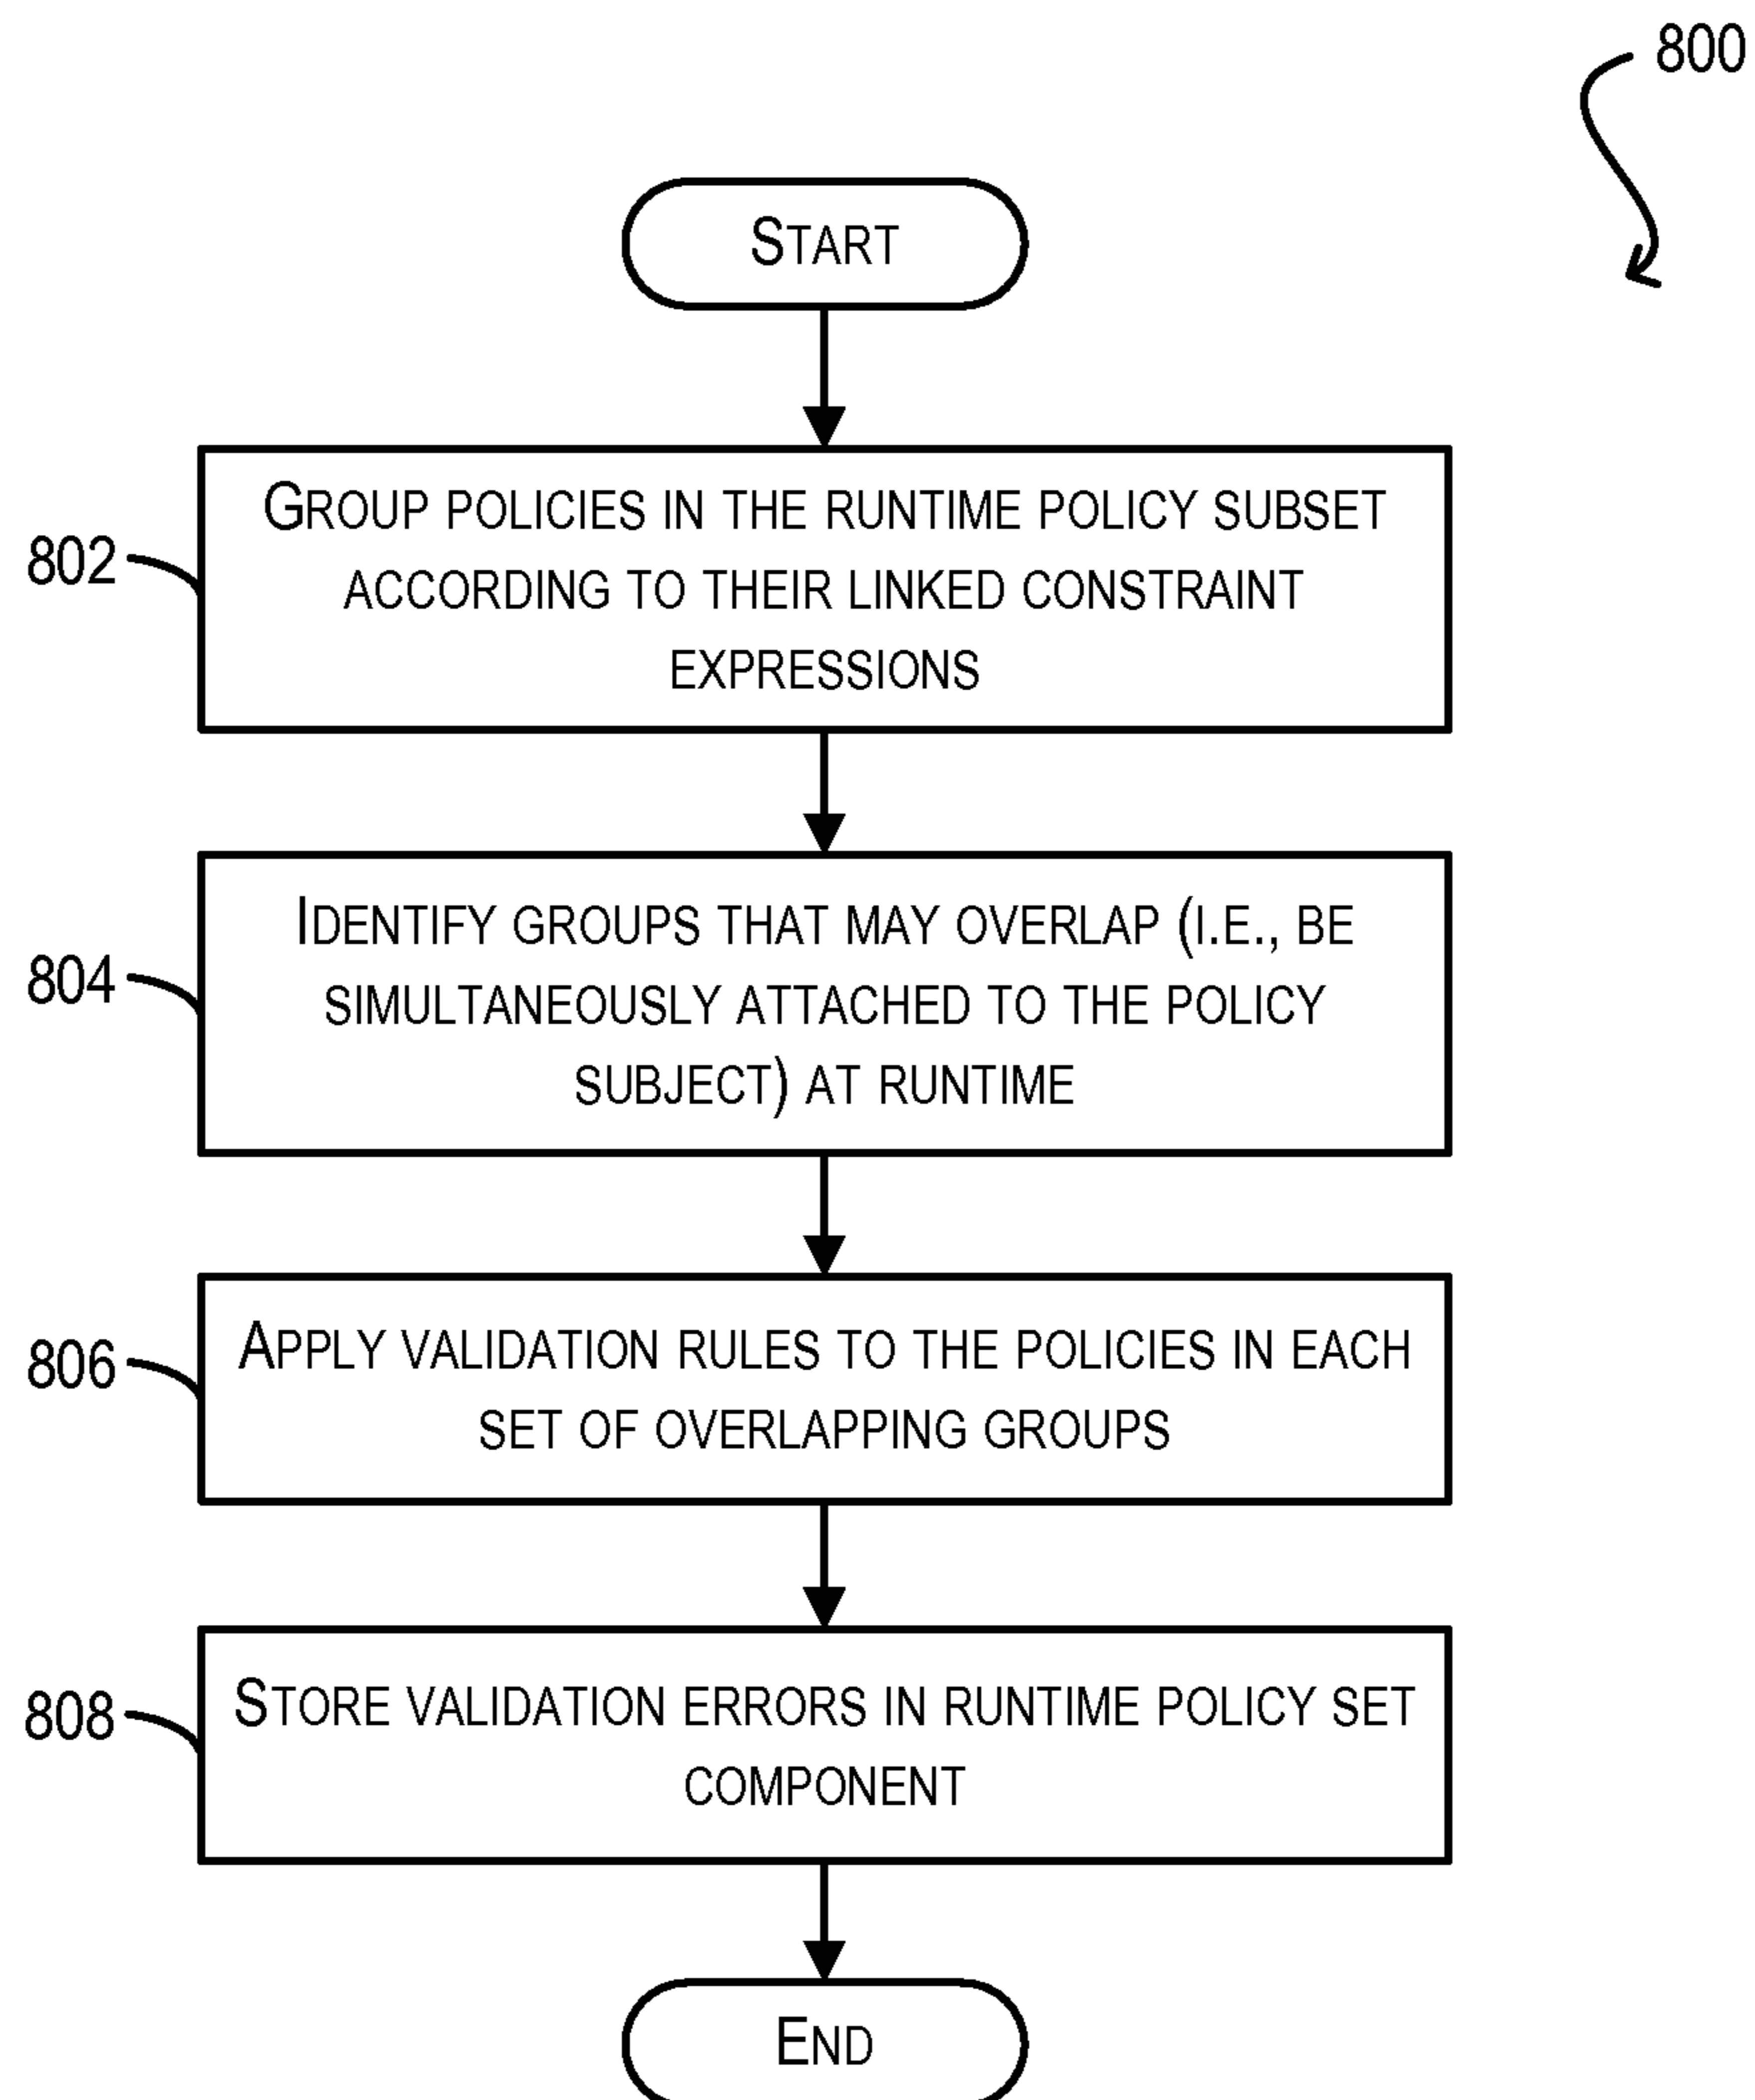 800
START
802
GROUP POLICIES IN THE RUNTIME POLICY SUBSET
ACCORDING TO THEIR LINKED CONSTRAINT
EXPRESSIONS
804
IDENTIFY GROUPS THAT MAY OVERLAP (I.E., BE
SIMULTANEOUSLY ATTACHED TO THE POLICY
SUBJECT) AT RUNTIME
806
APPLY VALIDATION RULES TO THE POLICIES IN EACH
SET OF OVERLAPPING GROUPS
808
STORE VALIDATION ERRORS IN RUNTIME POLICY SET
COMPONENT
END